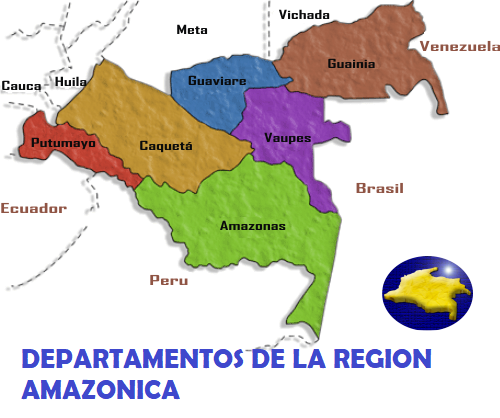 Vichada
Meta
Venezuela
Guainia
Huila
Guaviare
Cauca
Vaupes
Putumayo
Caquetá
Brasil
Ecuador
Amazonas
Peru
DEPARTAMENTOS DE LA REGION
AMAZONICA